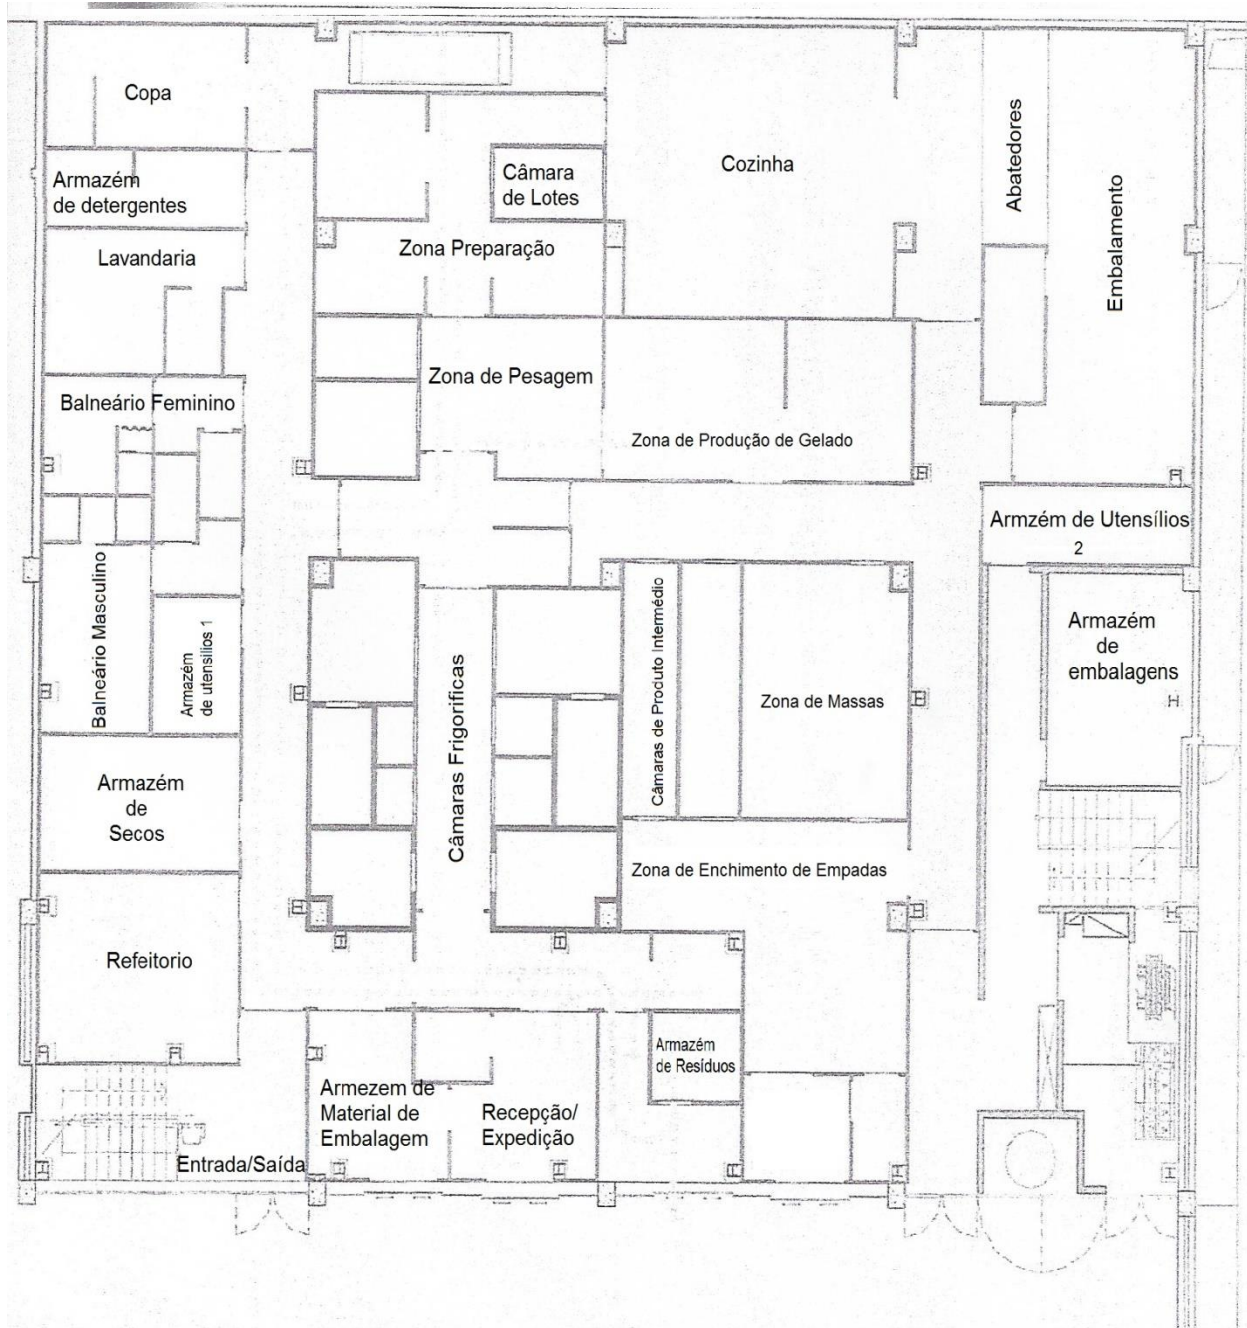 Copa
Armazém
de detergentes
Lavandaria
Balneário Feminino
Balneário Masculino
Armazém
de utensilios 1
Armazém
de
Secos
Refeitorio
Entrada/Saída
Câmara
de Lotes
Zona Preparação
Zona de Pesagem
Cozinha
Zona de Produção de Gelado
Abatedores
Embalamento
Armzém de Utensílios
2
Armazém
de
embalagens
Câmaras Frigorificas
Câmaras de Produto Intermédio
Zona de Massas
Zona de Enchimento de Empadas
Armezem de
Material de
Embalagem
Recepção/
Expedição
Armazém
de Resíduos